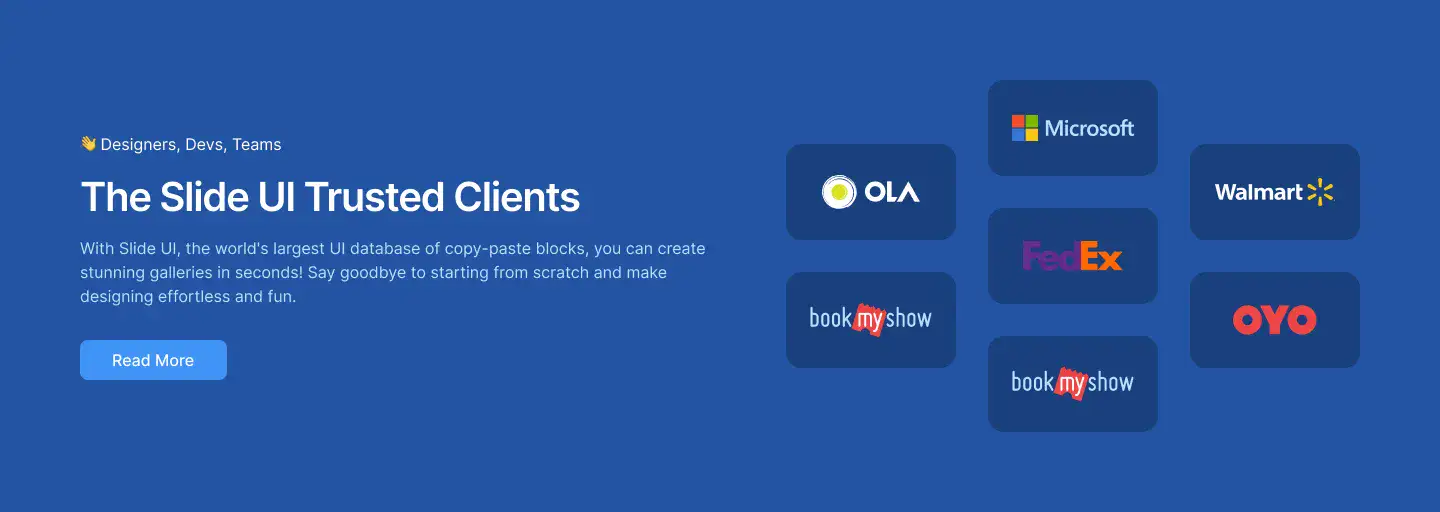 👋 Designers, Devs, Teams
The Slide UI Trusted Clients
With Slide UI, the world's largest UI database of copy-paste blocks, you can create
stunning galleries in seconds! Say goodbye to starting from scratch and make
designing effortless and fun.
Read More
OLA
bookmyshow
Microsoft
FedEx
bookmyshow
Walmart
OYO